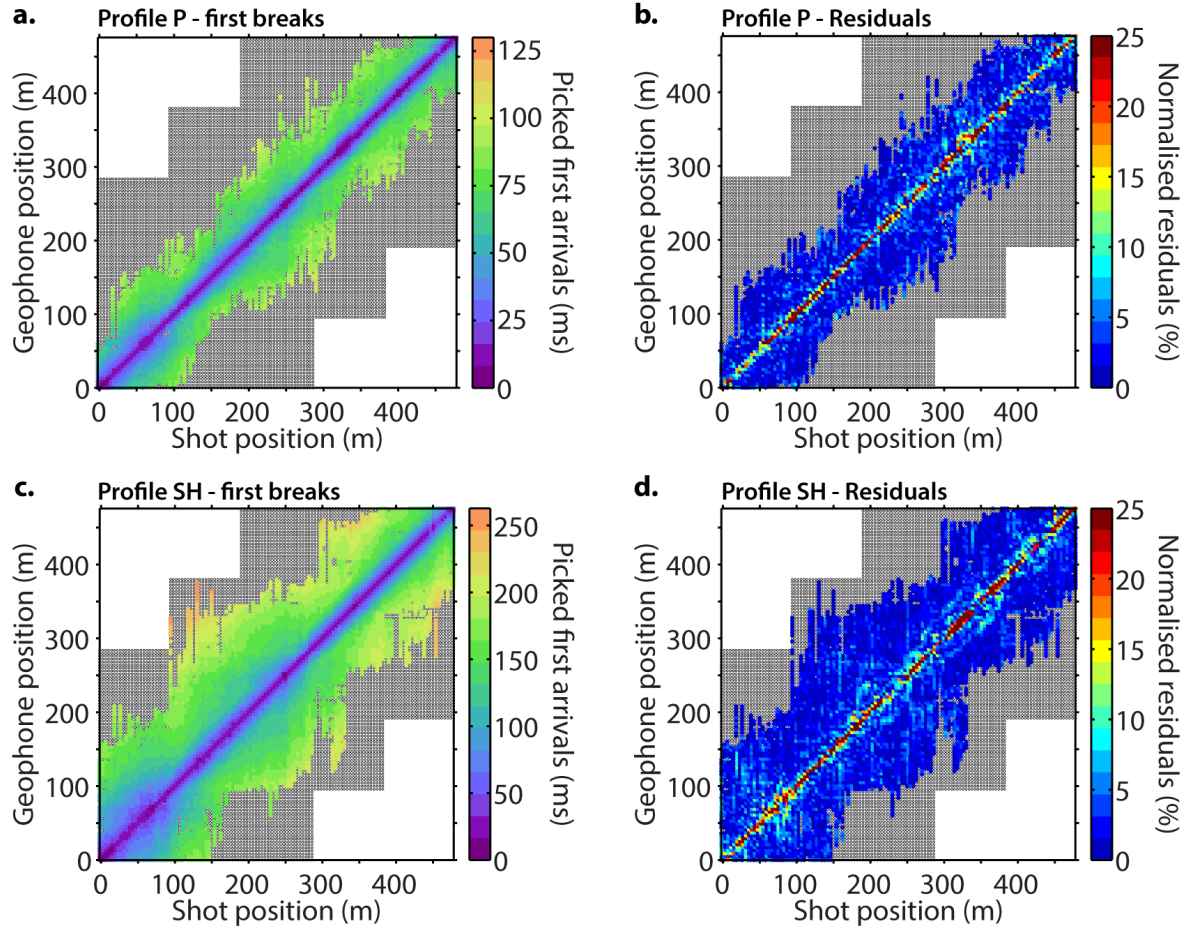 a.
Profile P - first breaks
Geophone position (m)
400
300
200
100
0
0 100 200 300 400
Shot position (m)
125
100
75
50
25
0
Picked first arrivals (ms)
b.
Profile P - Residuals
Geophone position (m)
400
300
200
100
0
0 100 200 300 400
Shot position (m)
25
20
15
10
5
0
Normalised residuals (%)
c.
Profile SH - first breaks
Geophone position (m)
400
300
200
100
0
0 100 200 300 400
Shot position (m)
250
200
150
100
50
0
Picked first arrivals (ms)
d.
Profile SH - Residuals
Geophone position (m)
400
300
200
100
0
0 100 200 300 400
Shot position (m)
25
20
15
10
5
0
Normalised residuals (%)